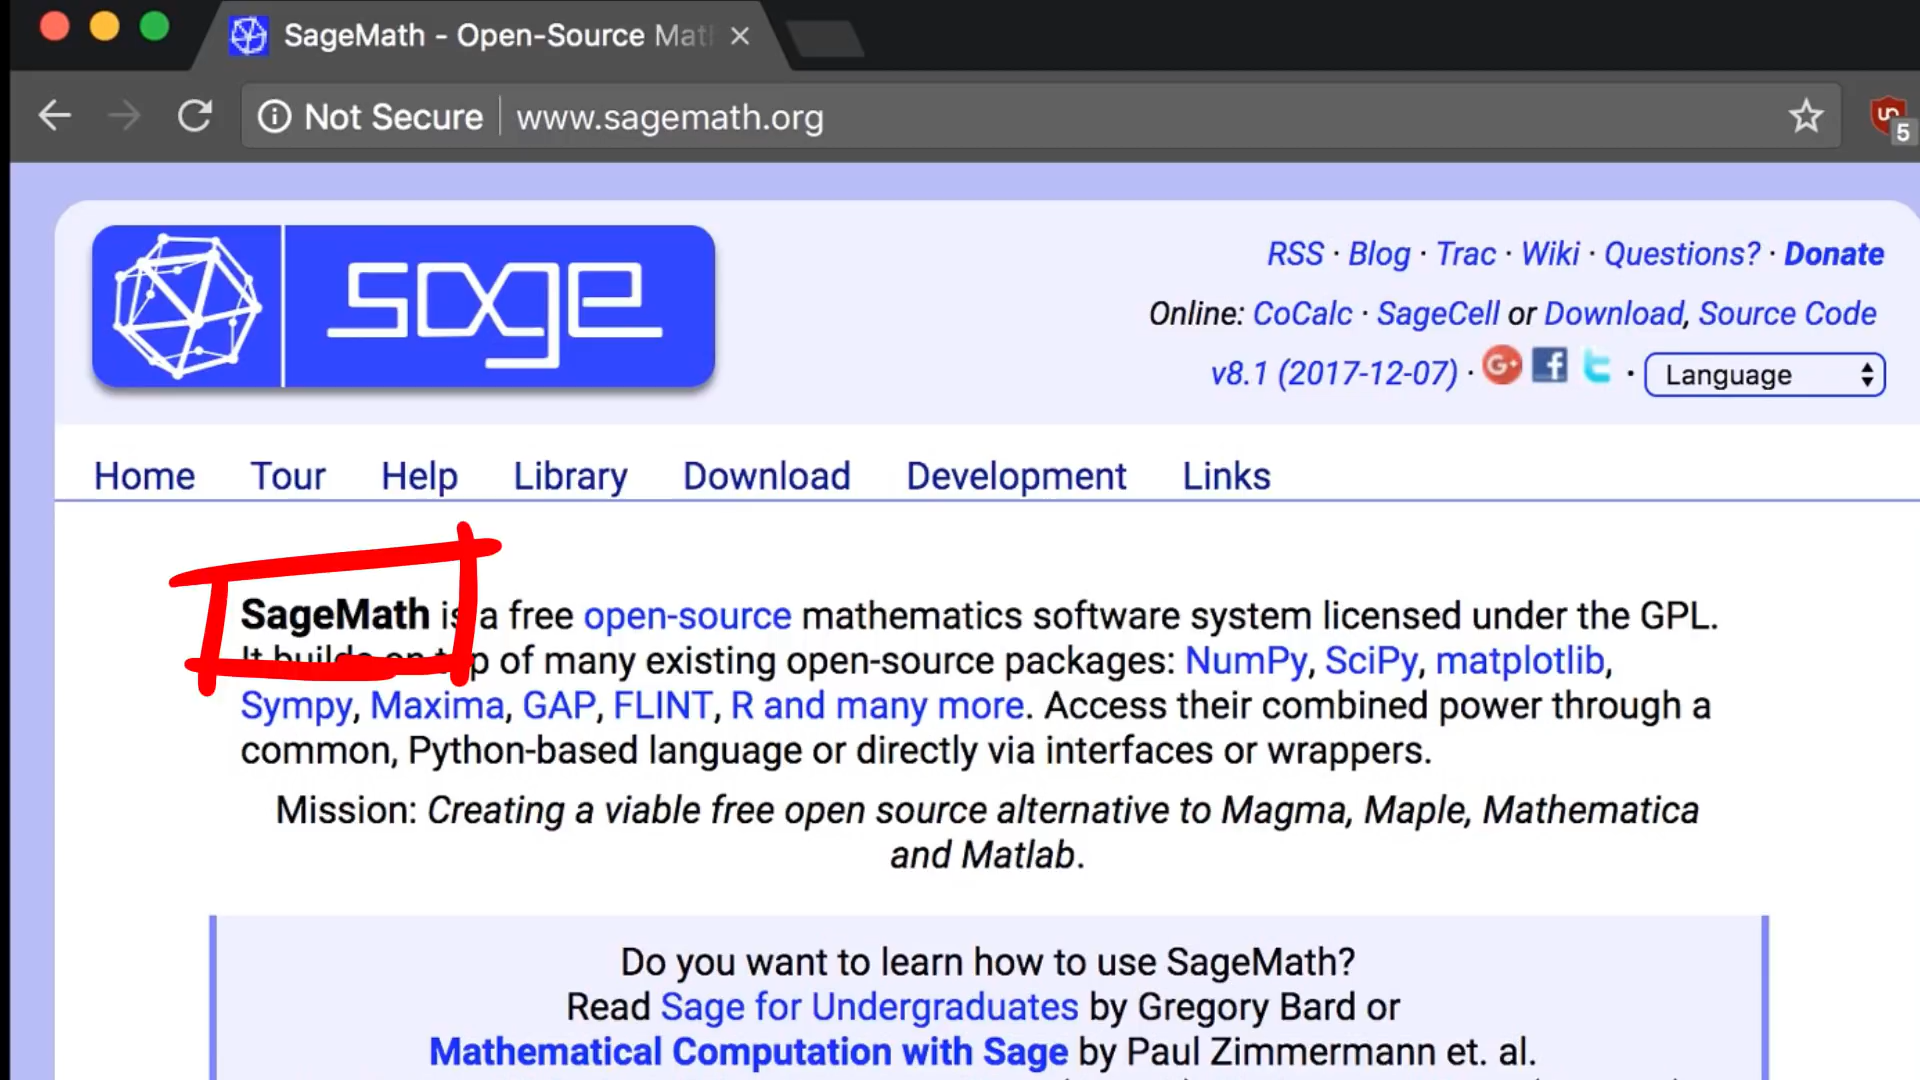 SageMath - Open-Source Mat
Not Secure www.sagemath.org
5
sage
RSS · Blog · Trac · Wiki · Questions? · Donate
Online: CoCalc · SageCell or Download, Source Code
v8.1 (2017-12-07) · G+ f t · Language
Home Tour Help Library Download Development Links
SageMath is a free open-source mathematics software system licensed under the GPL.
It builds on top of many existing open-source packages: NumPy, SciPy, matplotlib,
Sympy, Maxima, GAP, FLINT, R and many more. Access their combined power through a
common, Python-based language or directly via interfaces or wrappers.
Mission: Creating a viable free open source alternative to Magma, Maple, Mathematica
and Matlab.
Do you want to learn how to use SageMath?
Read Sage for Undergraduates by Gregory Bard or
Mathematical Computation with Sage by Paul Zimmermann et. al.